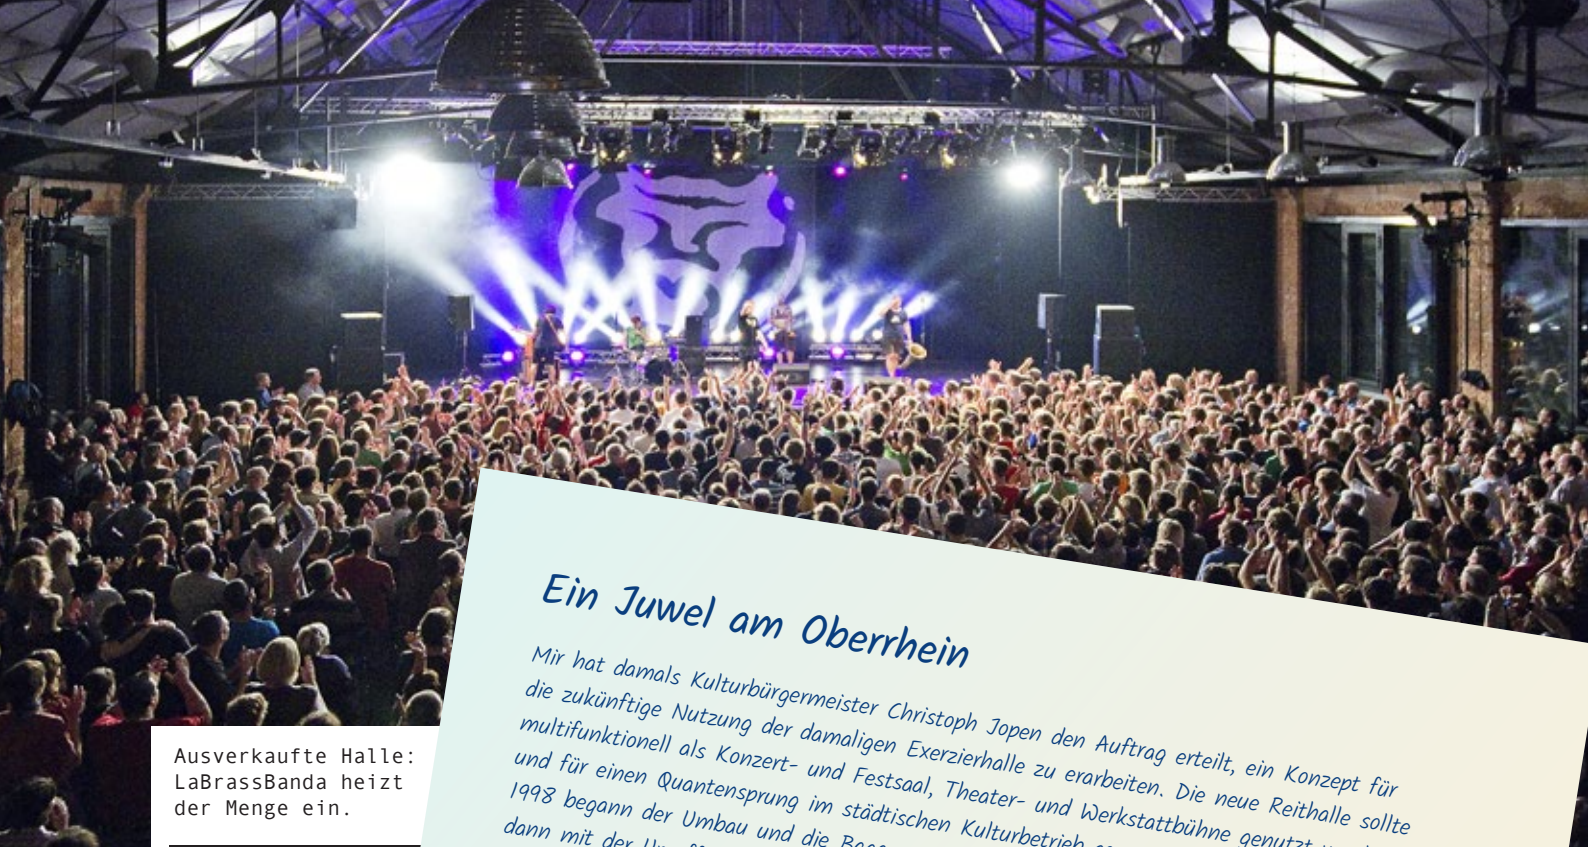 Ein Juwel am Oberrhein
Mir hat damals Kulturbürgermeister Christoph Jopen den Auftrag erteilt, ein Konzept für
die zukünftige Nutzung der damaligen Exerzierhalle zu erarbeiten. Die neue Reithalle sollte
multifunktionell als Konzert- und Festsaal, Theater- und Werkstattbühne genutzt
und für einen Quantensprung im städtischen Kulturbetrieb
1998 begann der Umbau und die
dann mit der
Ausverkaufte Halle:
LaBrassBanda heizt
der Menge ein.